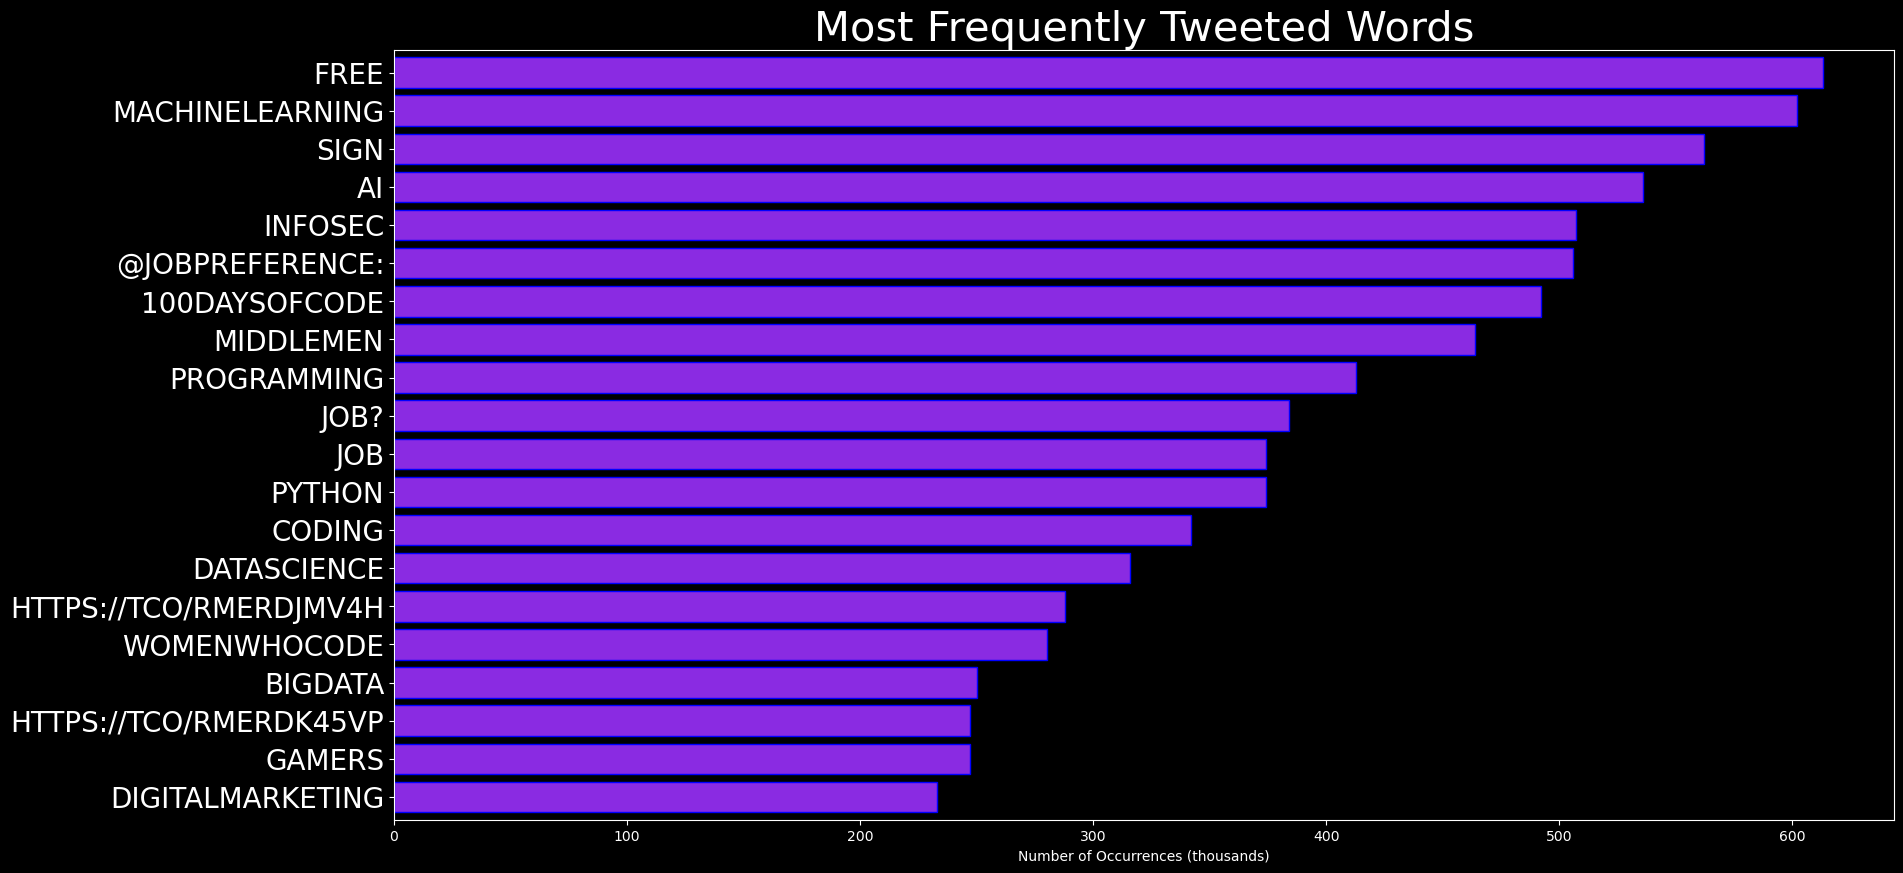 Most Frequently Tweeted Words
FREE
MACHINELEARNING
SIGN
AI
INFOSEC
@JOBPREFERENCE:
100DAYSOFCODE
MIDDLEMEN
PROGRAMMING
JOB?
JOB
PYTHON
CODING
DATASCIENCE
HTTPS://TCO/RMERDJMV4H
WOMENWHOCODE
BIGDATA
HTTPS://TCO/RMERDK45VP
GAMERS
DIGITALMARKETING
0 100 200 300 400 500 600
Number of Occurrences (thousands)